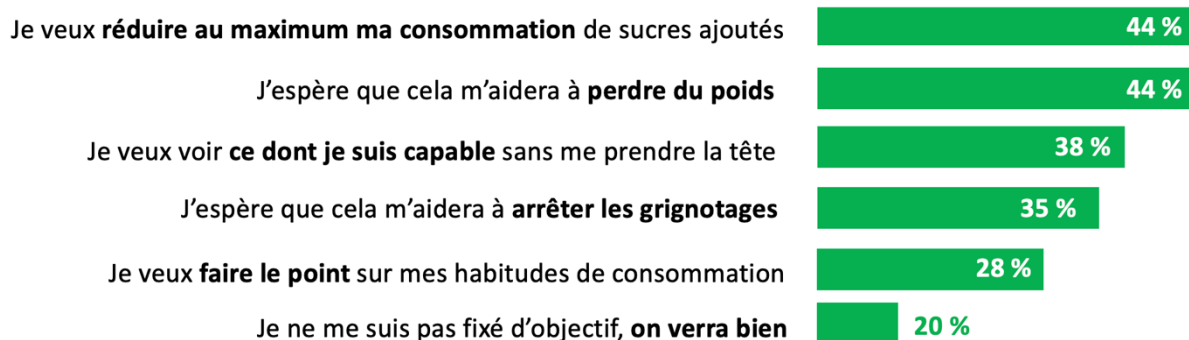 Je veux réduire au maximum ma consommation de sucres ajoutés 44 %
J’espère que cela m’aidera à perdre du poids 44 %
Je veux voir ce dont je suis capable sans me prendre la tête 38 %
J’espère que cela m’aidera à arrêter les grignotages 35 %
Je veux faire le point sur mes habitudes de consommation 28 %
Je ne me suis pas fixé d’objectif, on verra bien 20 %